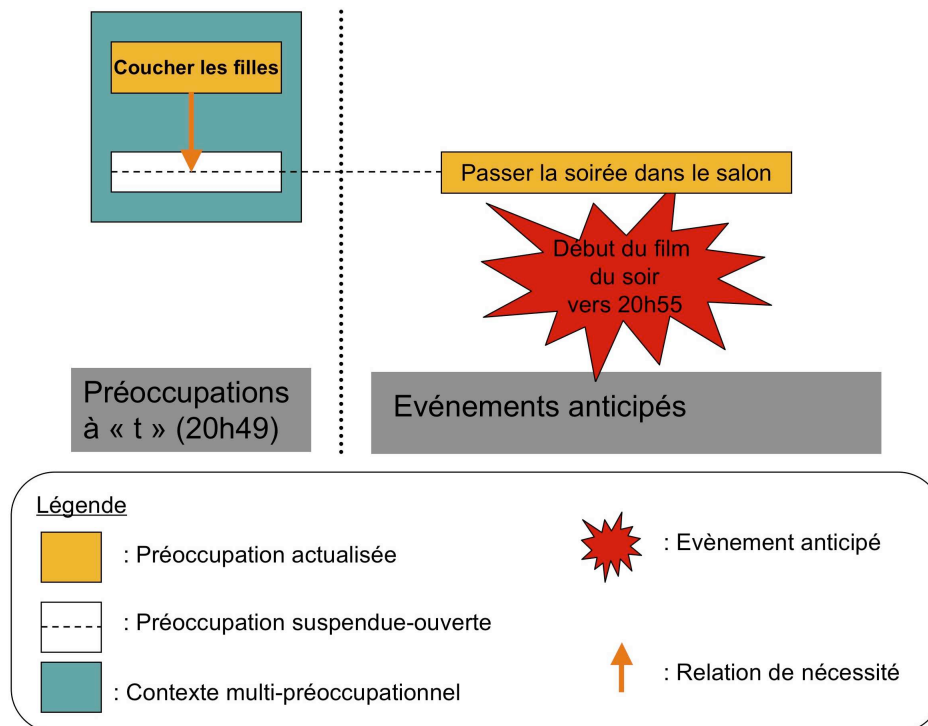 Coucher les filles
Passer la soirée dans le salon
Début du film
du soir
vers 20h55
Préoccupations
à « t » (20h49)
Evénements anticipés
Légende
: Préoccupation actualisée
: Préoccupation suspendue-ouverte
: Contexte multi-préoccupationnel
: Evènement anticipé
: Relation de nécessité